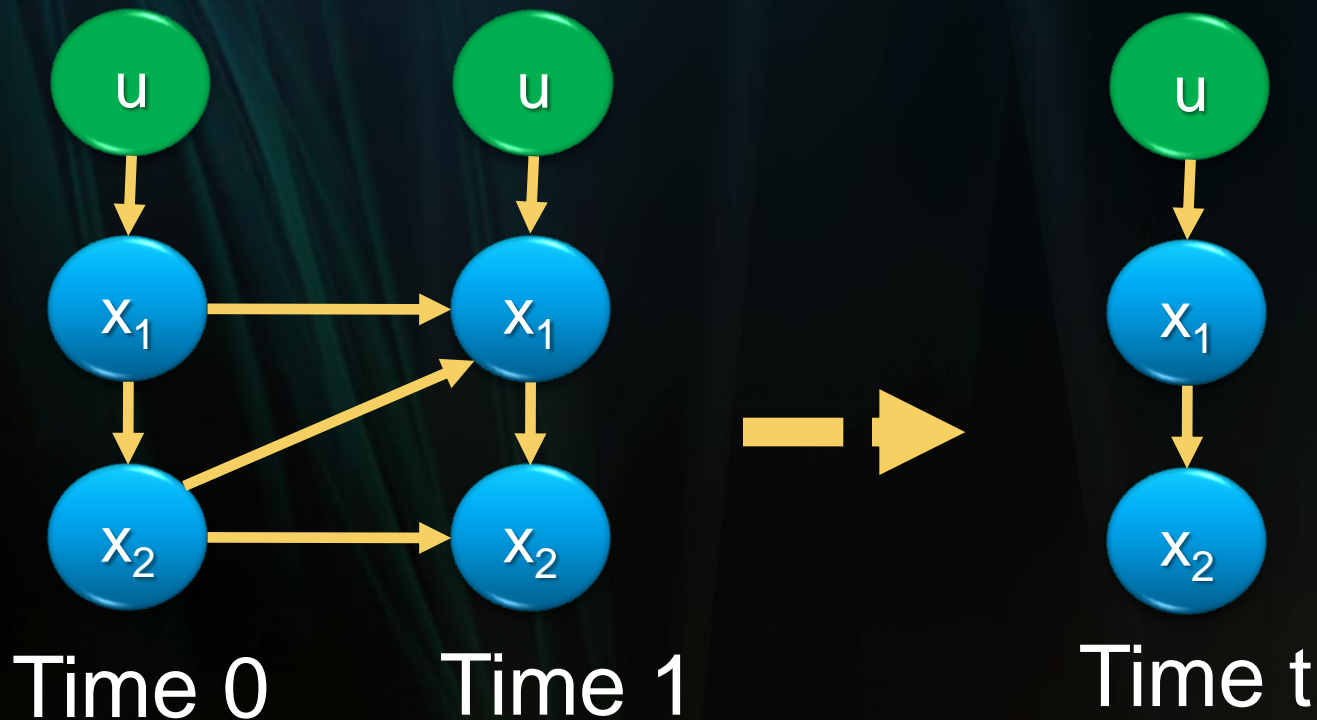 u u u
x₁ x₁ x₁
x₂ x₂ x₂
Time 0 Time 1 Time t